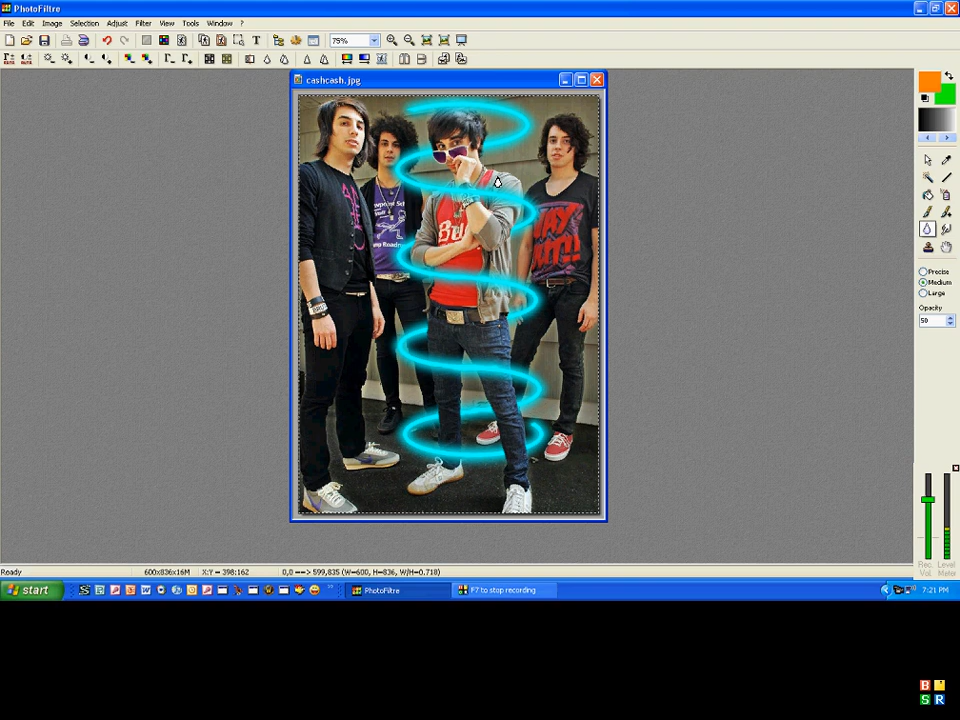 PhotoFiltre
File Edit Image Selection Adjust Filter View Tools Window ?
75%
cashcash.jpg
Precise
Medium
Large
Opacity
50
Ready 600x836x16M X:Y = 398:162 0,0 ==> 599,835 (W=600, H=836, W/H=0.718)
Rec. Level
Vol Meter
start PhotoFiltre F7 to stop recording 7:21 PM
B
S R